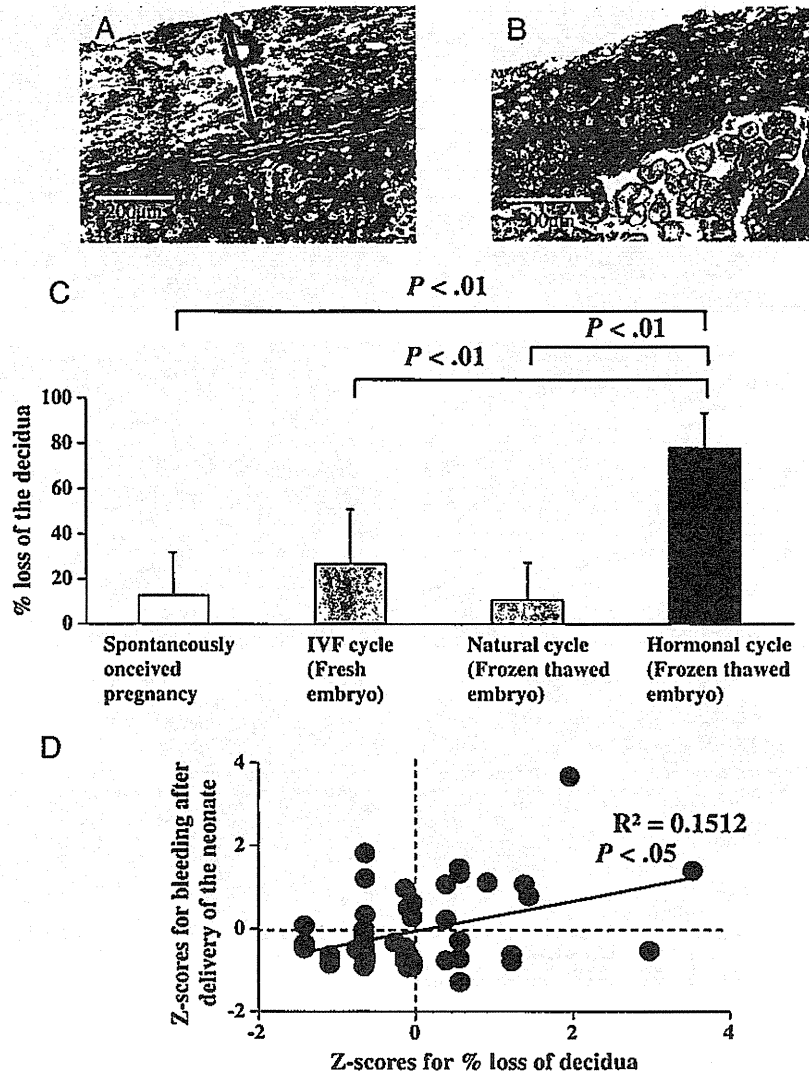 A
B
200μm
C
P < .01
P < .01
P < .01
100
80
60
40
20
0
% loss of the decidua
Spontaneously
onceived
pregnancy
IVF cycle
(Fresh
embryo)
Natural cycle
(Frozen thawed
embryo)
Hormonal cycle
(Frozen thawed
embryo)
D
Z-scores for bleeding after
delivery of the neonate
4
2
0
-2
R² = 0.1512
P < .05
-2
0
2
4
Z-scores for % loss of decidua